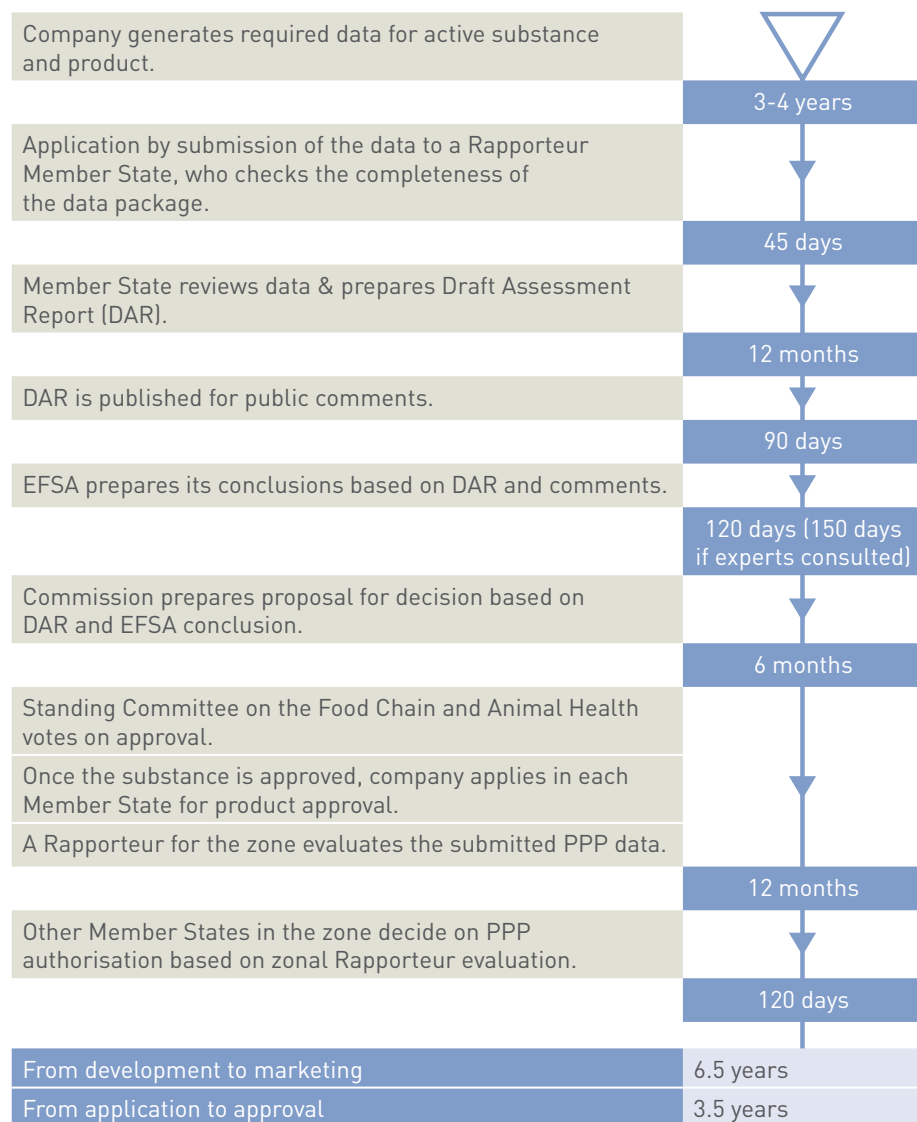 Company generates required data for active substance
and product.
3-4 years
Application by submission of the data to a Rapporteur
Member State, who checks the completeness of
the data package.
45 days
Member State reviews data & prepares Draft Assessment
Report (DAR).
12 months
DAR is published for public comments.
90 days
EFSA prepares its conclusions based on DAR and comments.
120 days (150 days
if experts consulted)
Commission prepares proposal for decision based on
DAR and EFSA conclusion.
6 months
Standing Committee on the Food Chain and Animal Health
votes on approval.
Once the substance is approved, company applies in each
Member State for product approval.
A Rapporteur for the zone evaluates the submitted PPP data.
12 months
Other Member States in the zone decide on PPP
authorisation based on zonal Rapporteur evaluation.
120 days
From development to marketing 6.5 years
From application to approval 3.5 years